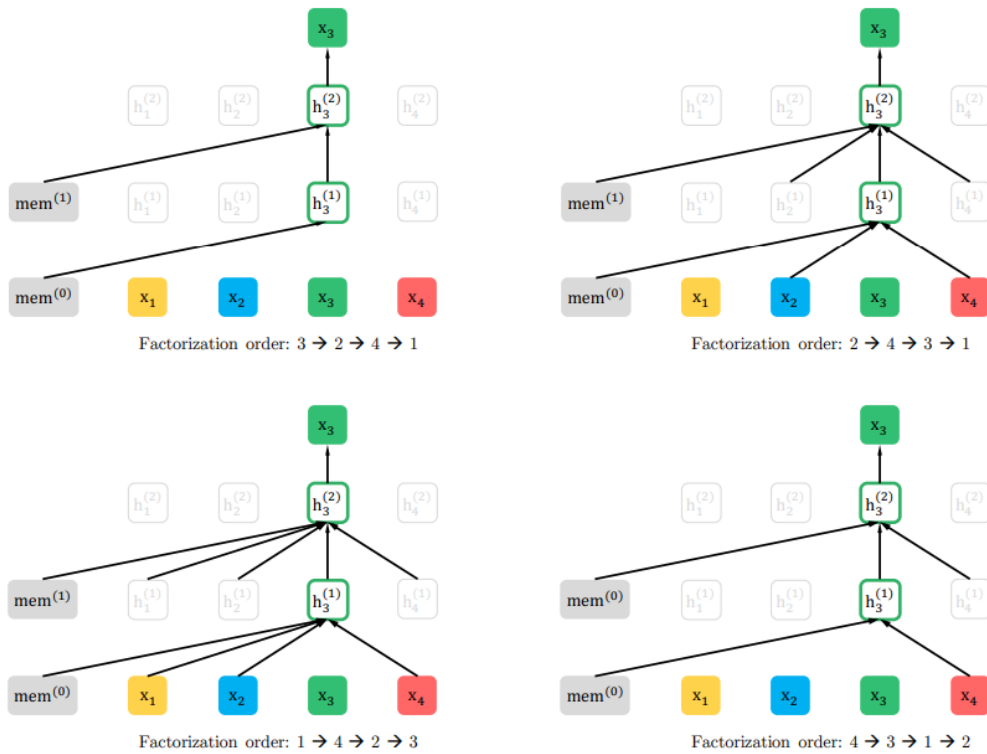 x₃ x₃
h₁⁽²⁾ h₂⁽²⁾ h₃⁽²⁾ h₄⁽²⁾ h₁⁽²⁾ h₂⁽²⁾ h₃⁽²⁾ h₄⁽²⁾
mem⁽¹⁾ h₁⁽¹⁾ h₂⁽¹⁾ h₃⁽¹⁾ h₄⁽¹⁾ mem⁽¹⁾ h₁⁽¹⁾ h₂⁽¹⁾ h₃⁽¹⁾ h₄⁽¹⁾
mem⁽⁰⁾ x₁ x₂ x₃ x₄ mem⁽⁰⁾ x₁ x₂ x₃ x₄
Factorization order: 3 → 2 → 4 → 1 Factorization order: 2 → 4 → 3 → 1
x₃ x₃
h₁⁽²⁾ h₂⁽²⁾ h₃⁽²⁾ h₄⁽²⁾ h₁⁽²⁾ h₂⁽²⁾ h₃⁽²⁾ h₄⁽²⁾
mem⁽¹⁾ h₁⁽¹⁾ h₂⁽¹⁾ h₃⁽¹⁾ h₄⁽¹⁾ mem⁽⁰⁾ h₁⁽¹⁾ h₂⁽¹⁾ h₃⁽¹⁾ h₄⁽¹⁾
mem⁽⁰⁾ x₁ x₂ x₃ x₄ mem⁽⁰⁾ x₁ x₂ x₃ x₄
Factorization order: 1 → 4 → 2 → 3 Factorization order: 4 → 3 → 1 → 2